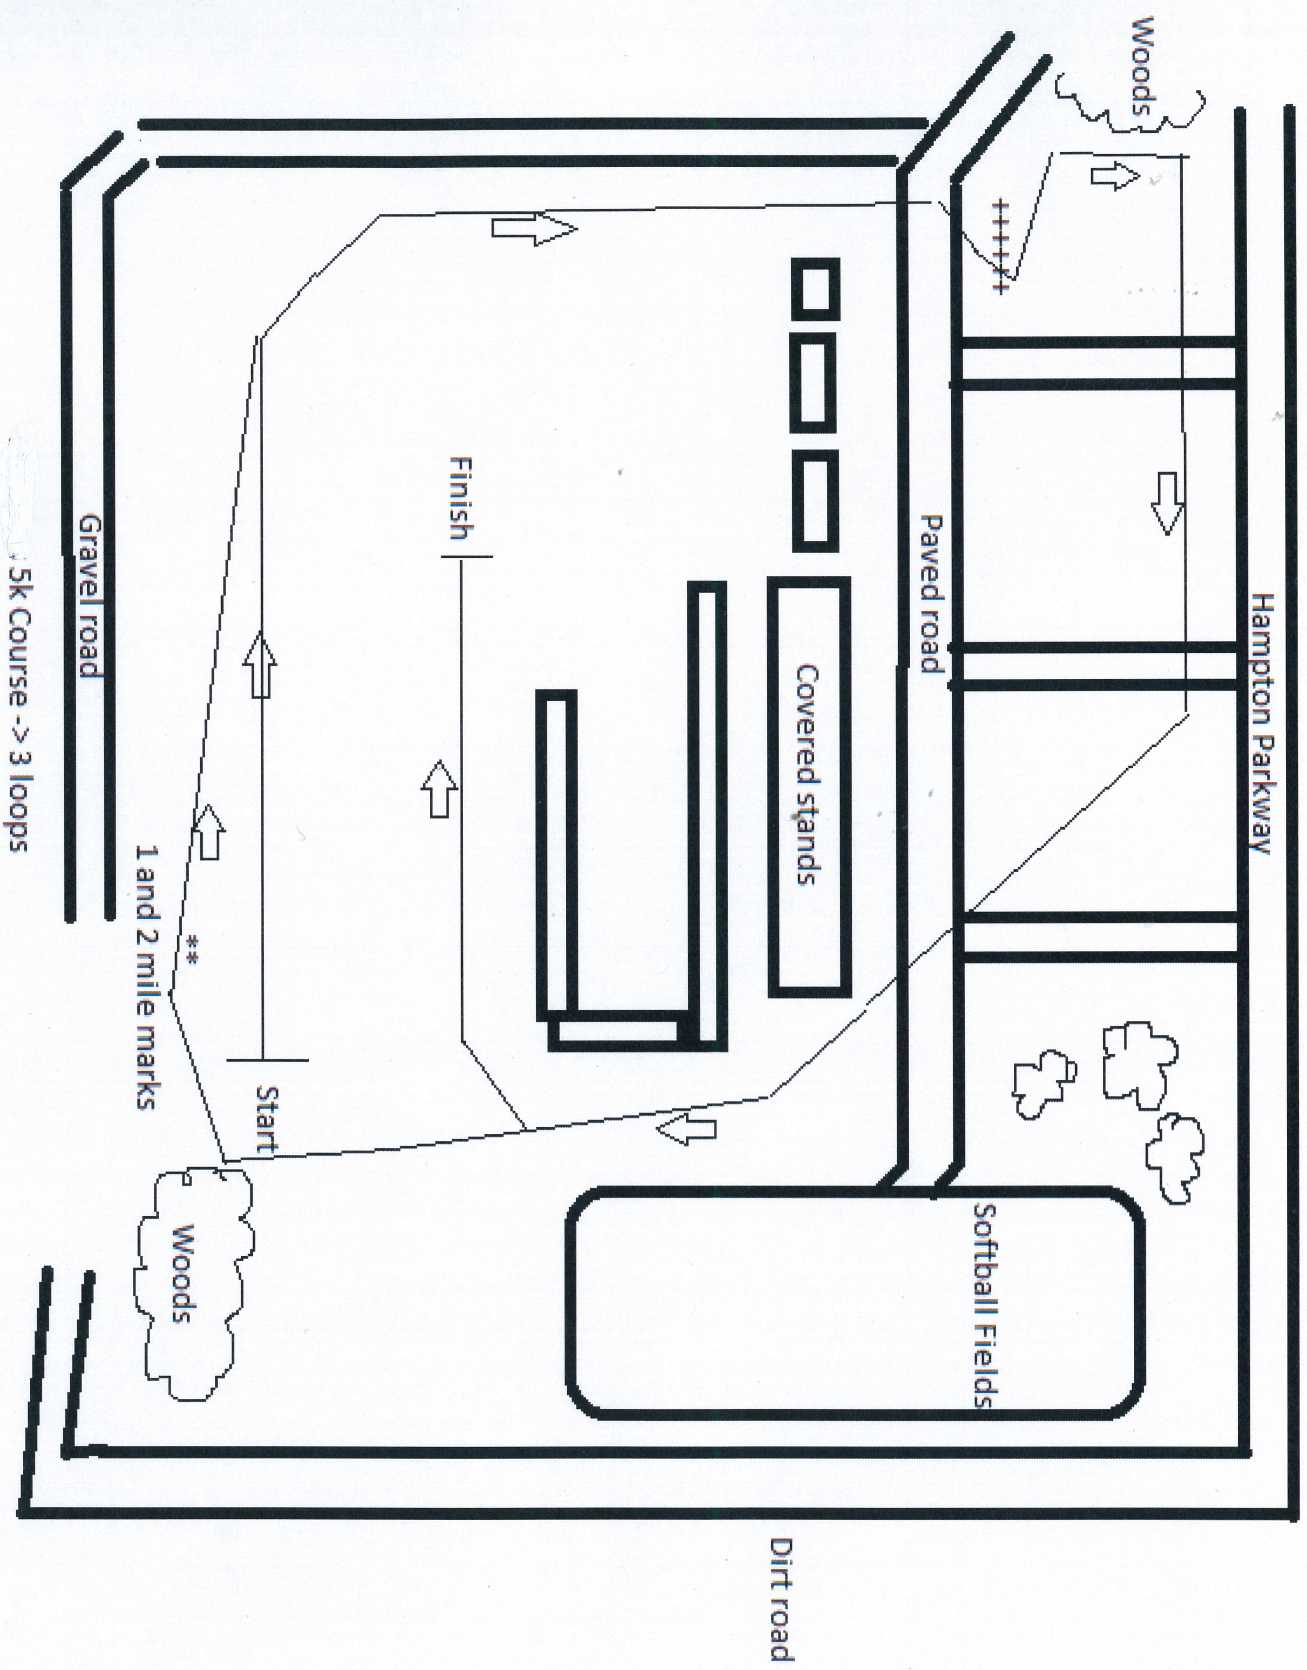 Hampton Parkway
Woods
++++++++
Paved road
Softball Fields
Covered stands
Dirt road
Finish
Start
**
Woods
1 and 2 mile marks
Gravel road
5k Course -> 3 loops